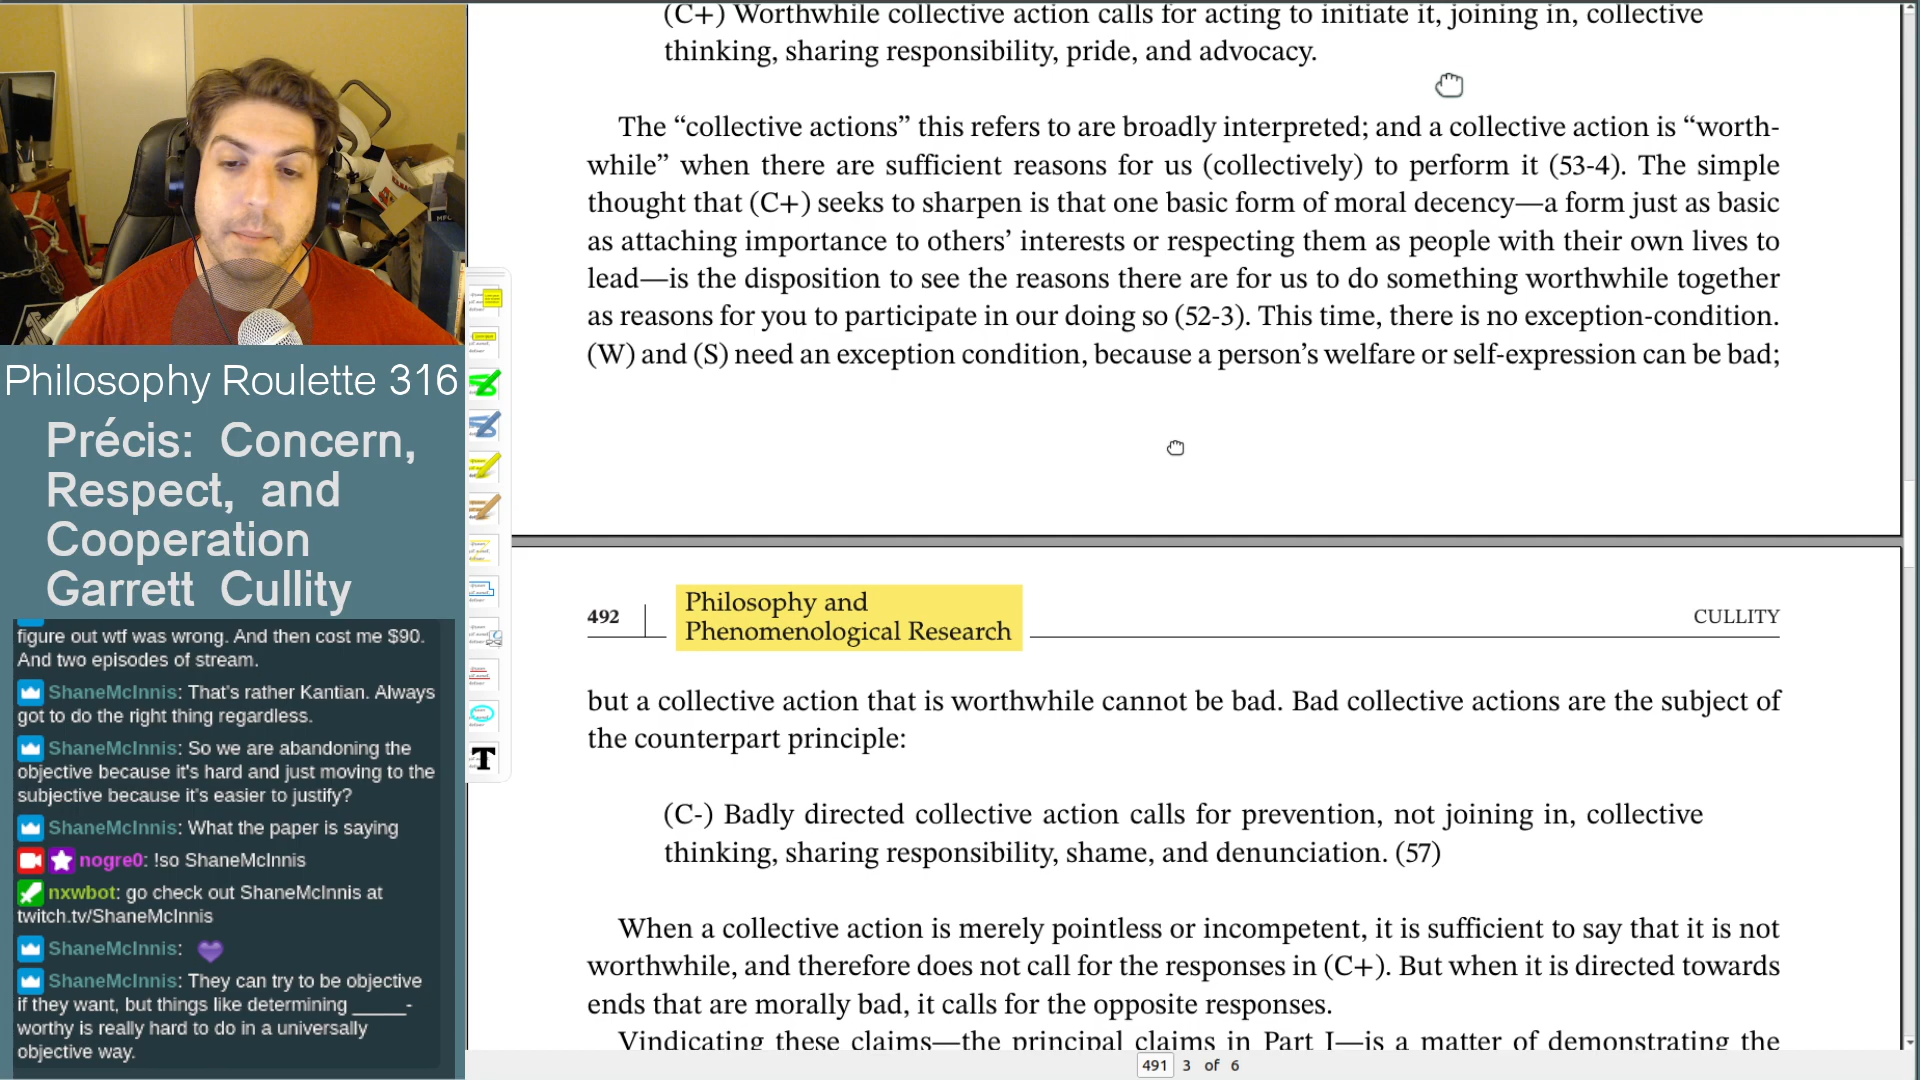 (C+) Worthwhile collective action calls for acting to initiate it, joining in, collective
thinking, sharing responsibility, pride, and advocacy.
The “collective actions” this refers to are broadly interpreted; and a collective action is “worth-
while” when there are sufficient reasons for us (collectively) to perform it (53-4). The simple
thought that (C+) seeks to sharpen is that one basic form of moral decency—a form just as basic
as attaching importance to others’ interests or respecting them as people with their own lives to
lead—is the disposition to see the reasons there are for us to do something worthwhile together
as reasons for you to participate in our doing so (52-3). This time, there is no exception-condition.
(W) and (S) need an exception condition, because a person’s welfare or self-expression can be bad;
492
Philosophy and
Phenomenological Research
CULLITY
but a collective action that is worthwhile cannot be bad. Bad collective actions are the subject of
the counterpart principle:
(C-) Badly directed collective action calls for prevention, not joining in, collective
thinking, sharing responsibility, shame, and denunciation. (57)
When a collective action is merely pointless or incompetent, it is sufficient to say that it is not
worthwhile, and therefore does not call for the responses in (C+). But when it is directed towards
ends that are morally bad, it calls for the opposite responses.
Vindicating these claims—the principal claims in Part I—is a matter of demonstrating the
491 3 of 6
T
Philosophy Roulette 316
Précis: Concern,
Respect, and
Cooperation
Garrett Cullity
figure out wtf was wrong. And then cost me $90.
And two episodes of stream.
ShaneMcInnis: That's rather Kantian. Always
got to do the right thing regardless.
ShaneMcInnis: So we are abandoning the
objective because it's hard and just moving to the
subjective because it's easier to justify?
ShaneMcInnis: What the paper is saying
nogre0: !so ShaneMcInnis
nxwbot: go check out ShaneMcInnis at
twitch.tv/ShaneMcInnis
ShaneMcInnis:
ShaneMcInnis: They can try to be objective
if they want, but things like determining _____-
worthy is really hard to do in a universally
objective way.